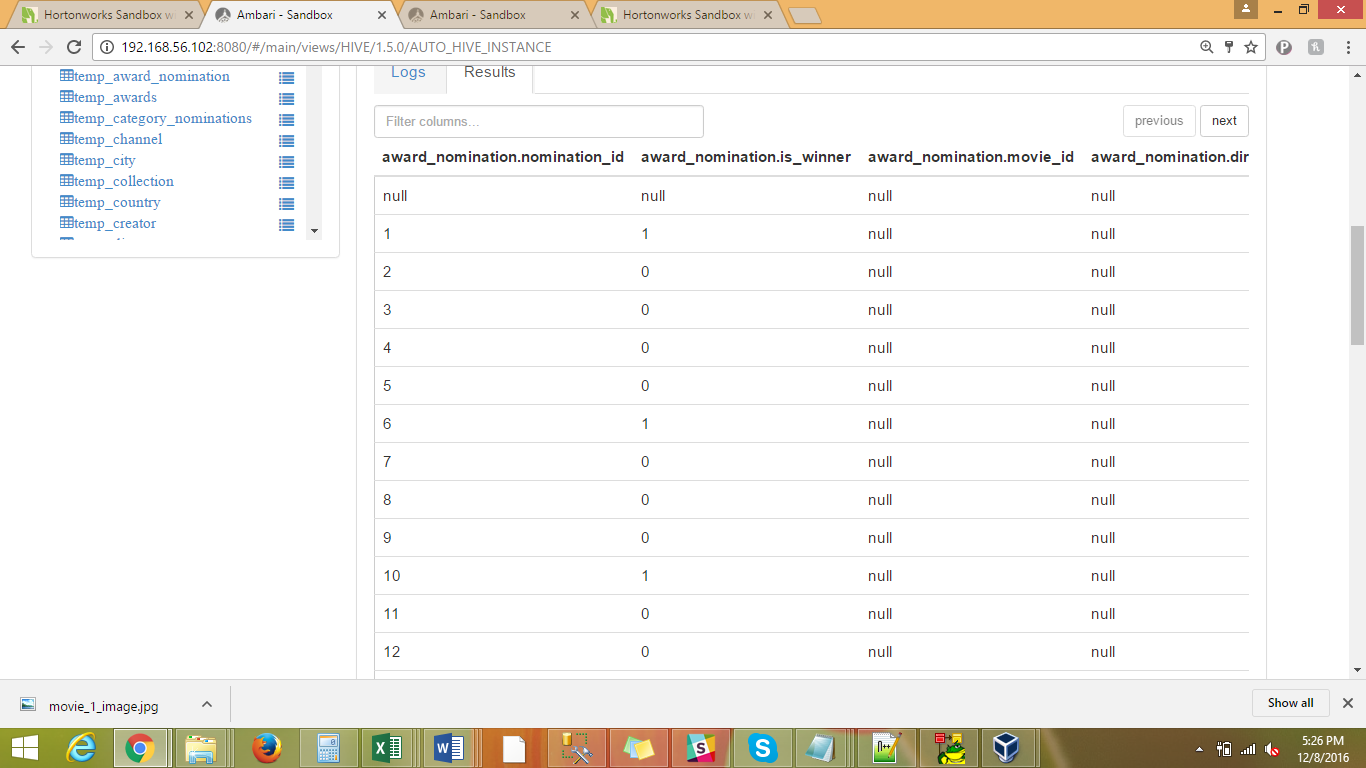 Hortonworks Sandbox w
Ambari - Sandbox
Ambari - Sandbox
Hortonworks Sandbox w
192.168.56.102:8080/#/main/views/HIVE/1.5.0/AUTO_HIVE_INSTANCE
temp_award_nomination
temp_awards
temp_category_nominations
temp_channel
temp_city
temp_collection
temp_country
temp_creator
Logs Results
Filter columns...
previous next
award_nomination.nomination_id award_nomination.is_winner award_nomination.movie_id award_nomination.dir
null null null null
1 1 null null
2 0 null null
3 0 null null
4 0 null null
5 0 null null
6 1 null null
7 0 null null
8 0 null null
9 0 null null
10 1 null null
11 0 null null
12 0 null null
movie_1_image.jpg
Show all
5:26 PM
12/8/2016